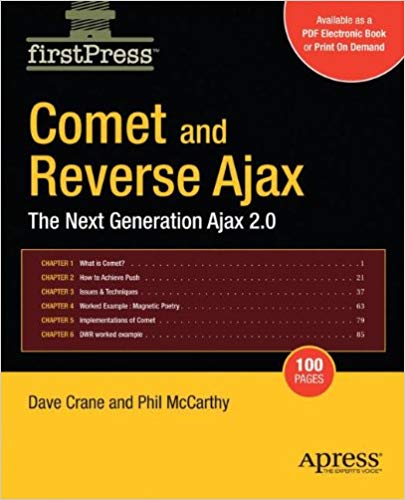 Available as a
PDF Electronic Book
or Print On Demand
firstPress™
Comet and
Reverse Ajax
The Next Generation Ajax 2.0
CHAPTER 1 What is Comet? . . . . . . . . . . . . . . . . . . . . 1
CHAPTER 2 How to Achieve Push . . . . . . . . . . . . . . . . . . . . 21
CHAPTER 3 Issues & Techniques . . . . . . . . . . . . . . . . . . . . 37
CHAPTER 4 Worked Example : Magnetic Poetry . . . . . . . . . . . . . . . . . . . . 63
CHAPTER 5 Implementations of Comet . . . . . . . . . . . . . . . . . . . . 79
CHAPTER 6 DWR worked example . . . . . . . . . . . . . . . . . . . . 85
100
PAGES
Dave Crane and Phil McCarthy
Apress®
THE EXPERT'S VOICE™